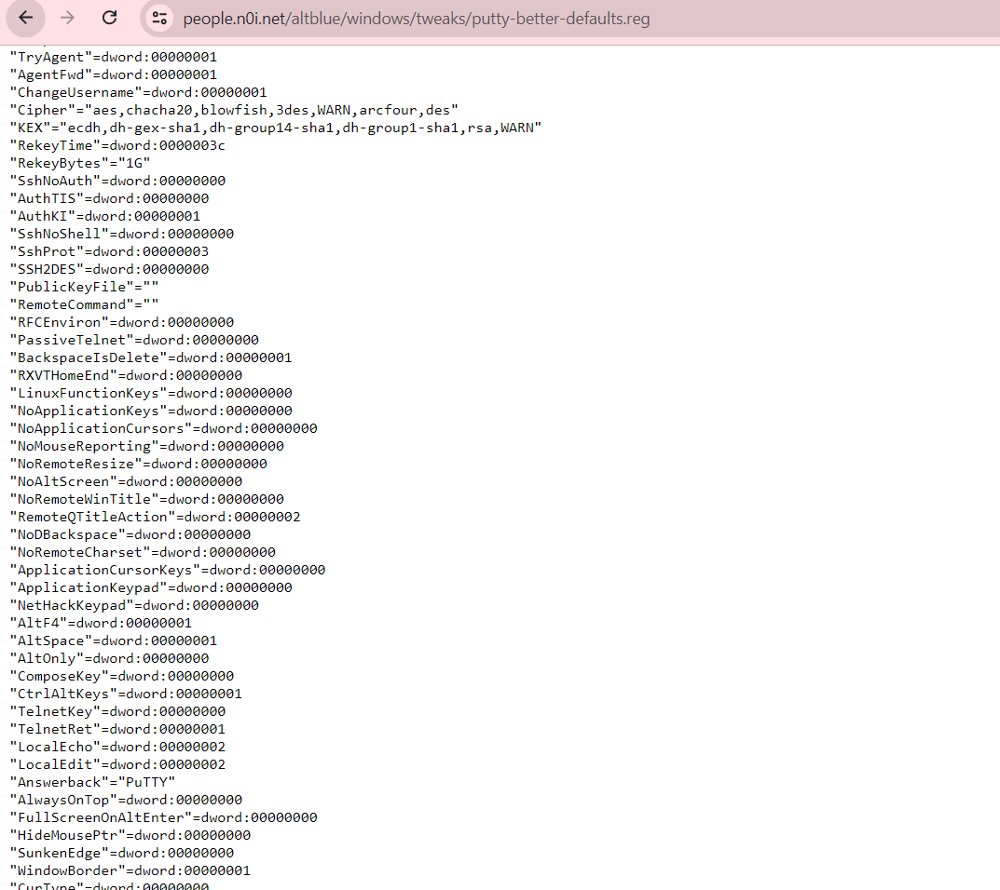 people.n0i.net/altblue/windows/tweaks/putty-better-defaults.reg
"TryAgent"=dword:00000001
"AgentFwd"=dword:00000001
"ChangeUsername"=dword:00000001
"Cipher"="aes,chacha20,blowfish,3des,WARN,arcfour,des"
"KEX"="ecdh,dh-gex-sha1,dh-group14-sha1,dh-group1-sha1,rsa,WARN"
"RekeyTime"=dword:0000003c
"RekeyBytes"="1G"
"SshNoAuth"=dword:00000000
"AuthTIS"=dword:00000000
"AuthKI"=dword:00000001
"SshNoShell"=dword:00000000
"SshProt"=dword:00000003
"SSH2DES"=dword:00000000
"PublicKeyFile"=""
"RemoteCommand"=""
"RFCEnviron"=dword:00000000
"PassiveTelnet"=dword:00000000
"BackspaceIsDelete"=dword:00000001
"RXVTHomeEnd"=dword:00000000
"LinuxFunctionKeys"=dword:00000000
"NoApplicationKeys"=dword:00000000
"NoApplicationCursors"=dword:00000000
"NoMouseReporting"=dword:00000000
"NoRemoteResize"=dword:00000000
"NoAltScreen"=dword:00000000
"NoRemoteWinTitle"=dword:00000000
"RemoteQTitleAction"=dword:00000002
"NoDBackspace"=dword:00000000
"NoRemoteCharset"=dword:00000000
"ApplicationCursorKeys"=dword:00000000
"ApplicationKeypad"=dword:00000000
"NetHackKeypad"=dword:00000000
"AltF4"=dword:00000001
"AltSpace"=dword:00000001
"AltOnly"=dword:00000000
"ComposeKey"=dword:00000000
"CtrlAltKeys"=dword:00000001
"TelnetKey"=dword:00000000
"TelnetRet"=dword:00000001
"LocalEcho"=dword:00000002
"LocalEdit"=dword:00000002
"Answerback"="PuTTY"
"AlwaysOnTop"=dword:00000000
"FullScreenOnAltEnter"=dword:00000000
"HideMousePtr"=dword:00000000
"SunkenEdge"=dword:00000000
"WindowBorder"=dword:00000001
"CurType"=dword:00000000